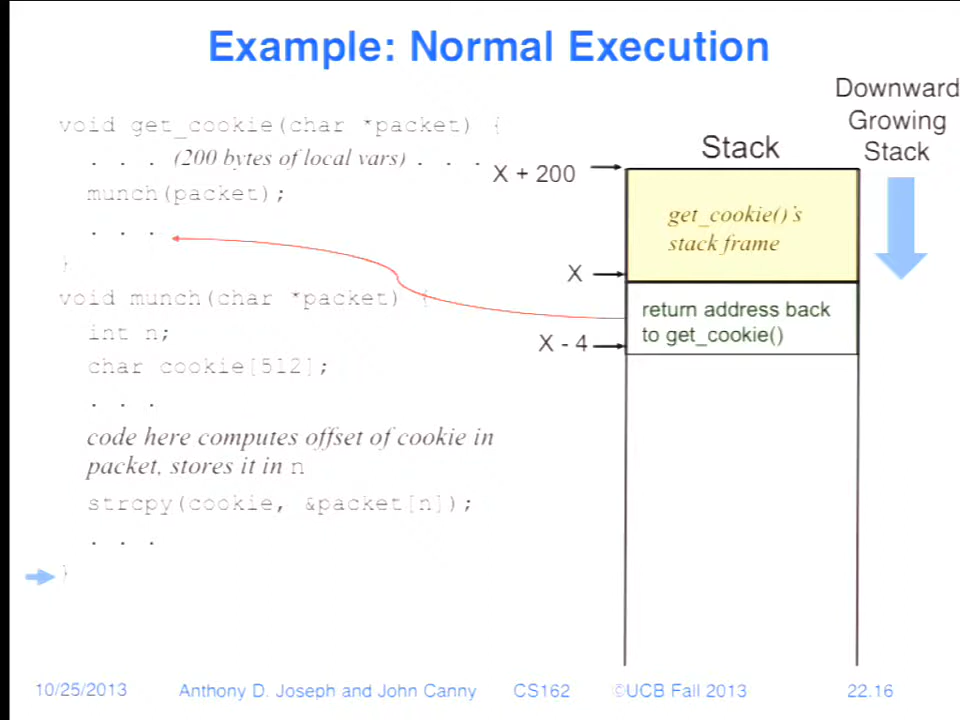 Example: Normal Execution
Downward
Growing
Stack
void get_cookie(char *packet) {
. . . (200 bytes of local vars) . . .
munch(packet);
. . .
}
void munch(char *packet) {
int n;
char cookie[512];
. . .
code here computes offset of cookie in
packet, stores it in n
strcpy(cookie, &packet[n]);
. . .
}
Stack
X + 200
get_cookie()'s
stack frame
X
return address back
to get_cookie()
X - 4
10/25/2013 Anthony D. Joseph and John Canny CS162 ©UCB Fall 2013 22.16